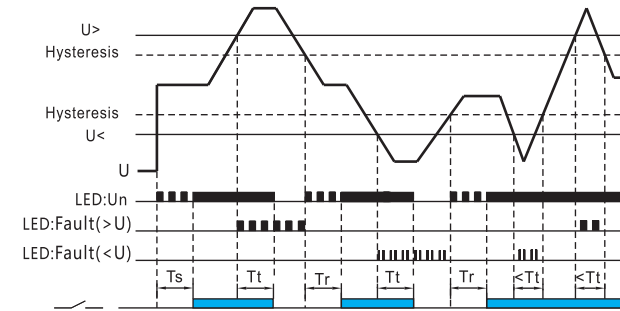 U>
Hysteresis
Hysteresis
U<
U
LED:Un
LED:Fault(>U)
LED:Fault(<U)
Ts Tt Tr Tt Tr <Tt <Tt